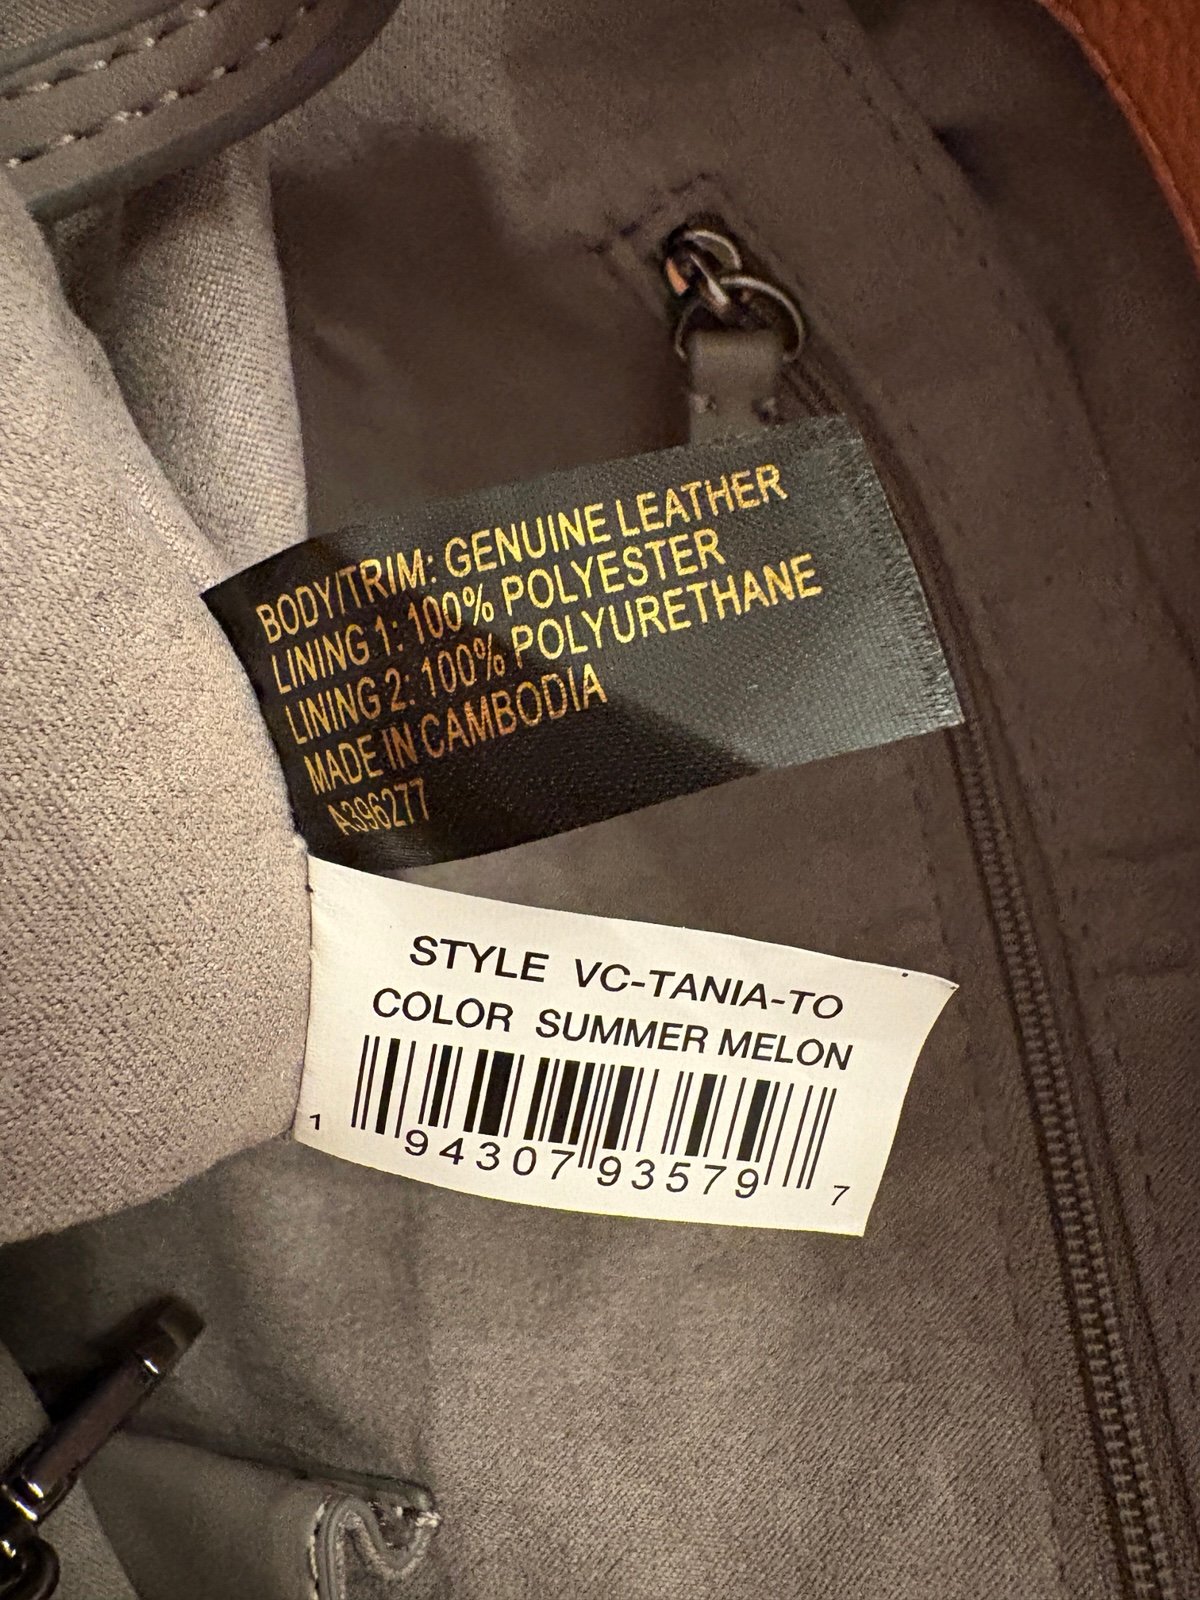 BODY/TRIM: GENUINE LEATHER
LINING 1: 100% POLYESTER
LINING 2: 100% POLYURETHANE
MADE IN CAMBODIA
A396277
STYLE VC-TANIA-TO
COLOR SUMMER MELON
1 94307 93579 7